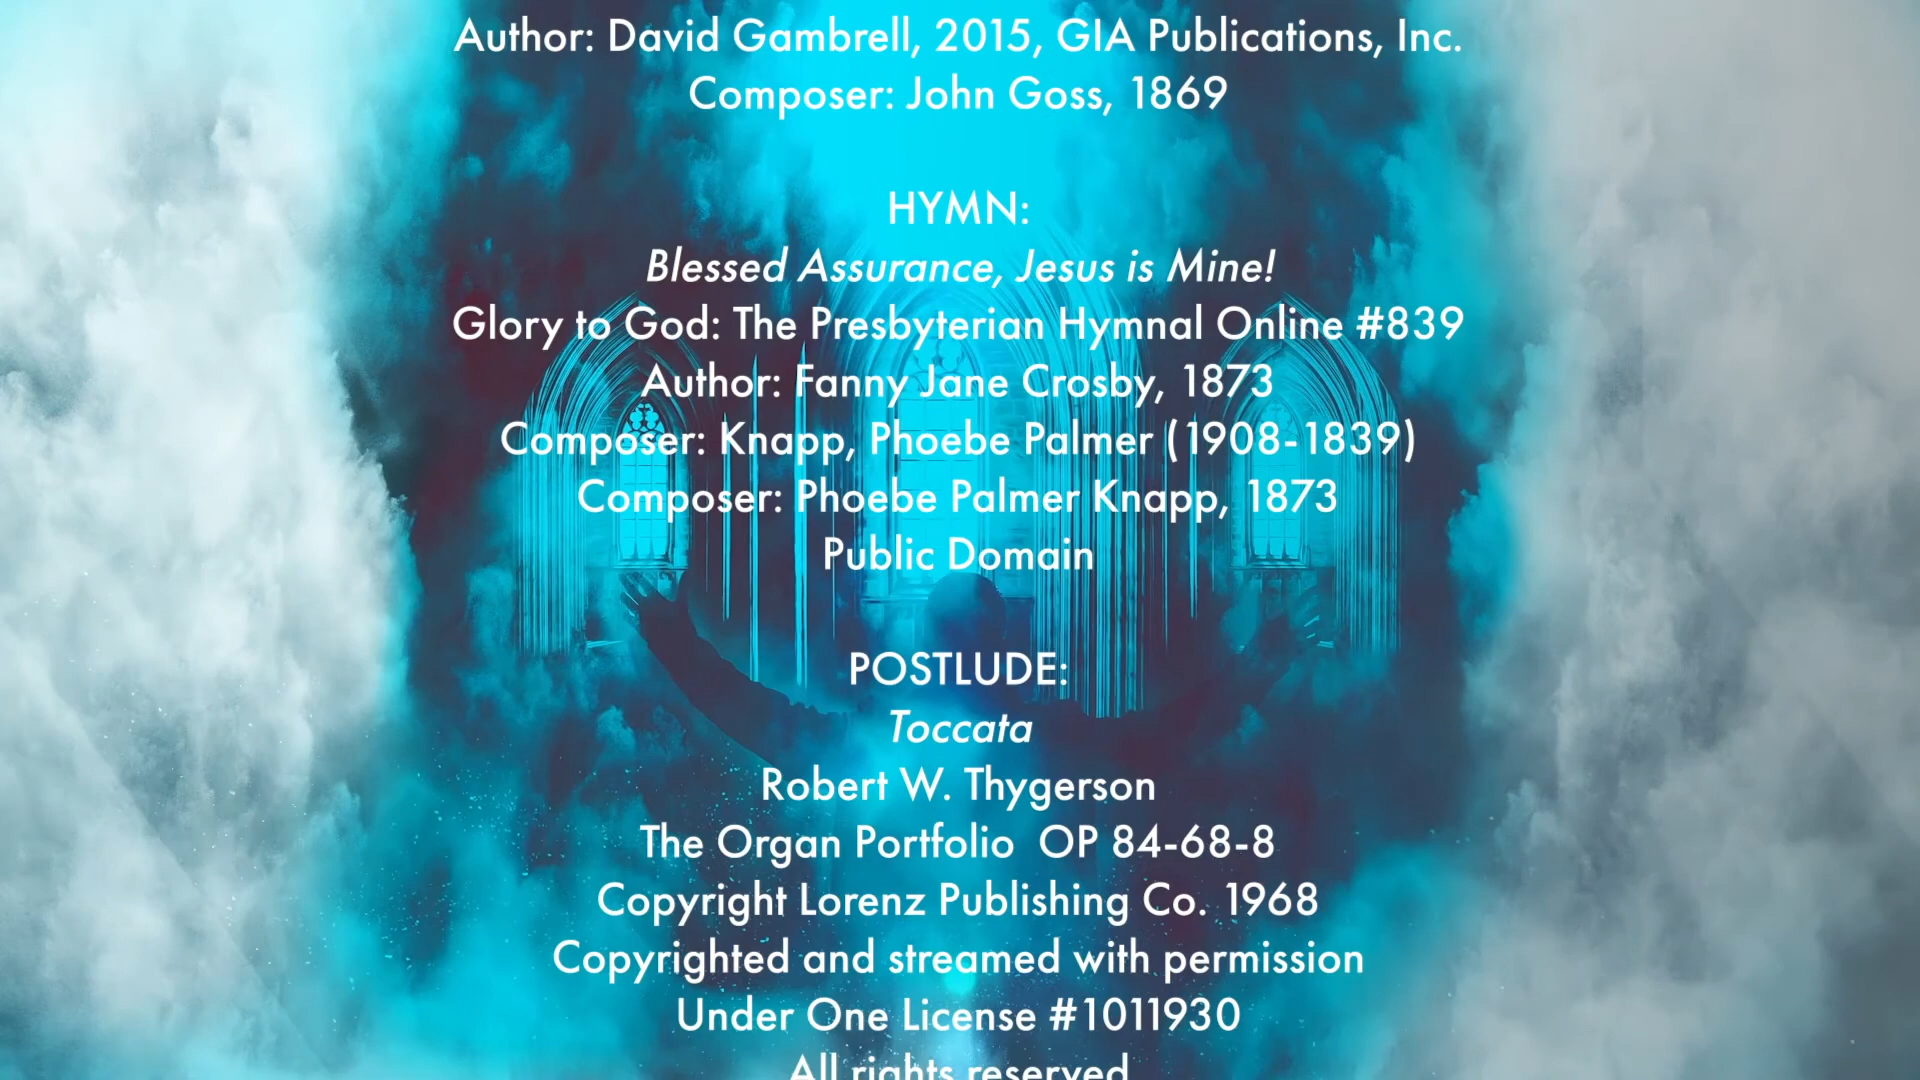 Author: David Gambrell, 2015, GIA Publications, Inc.
Composer: John Goss, 1869
HYMN:
Blessed Assurance, Jesus is Mine!
Glory to God: The Presbyterian Hymnal Online #839
Author: Fanny Jane Crosby, 1873
Composer: Knapp, Phoebe Palmer (1908-1839)
Composer: Phoebe Palmer Knapp, 1873
Public Domain
POSTLUDE:
Toccata
Robert W. Thygerson
The Organ Portfolio  OP 84-68-8
Copyright Lorenz Publishing Co. 1968
Copyrighted and streamed with permission
Under One License #1011930
All rights reserved